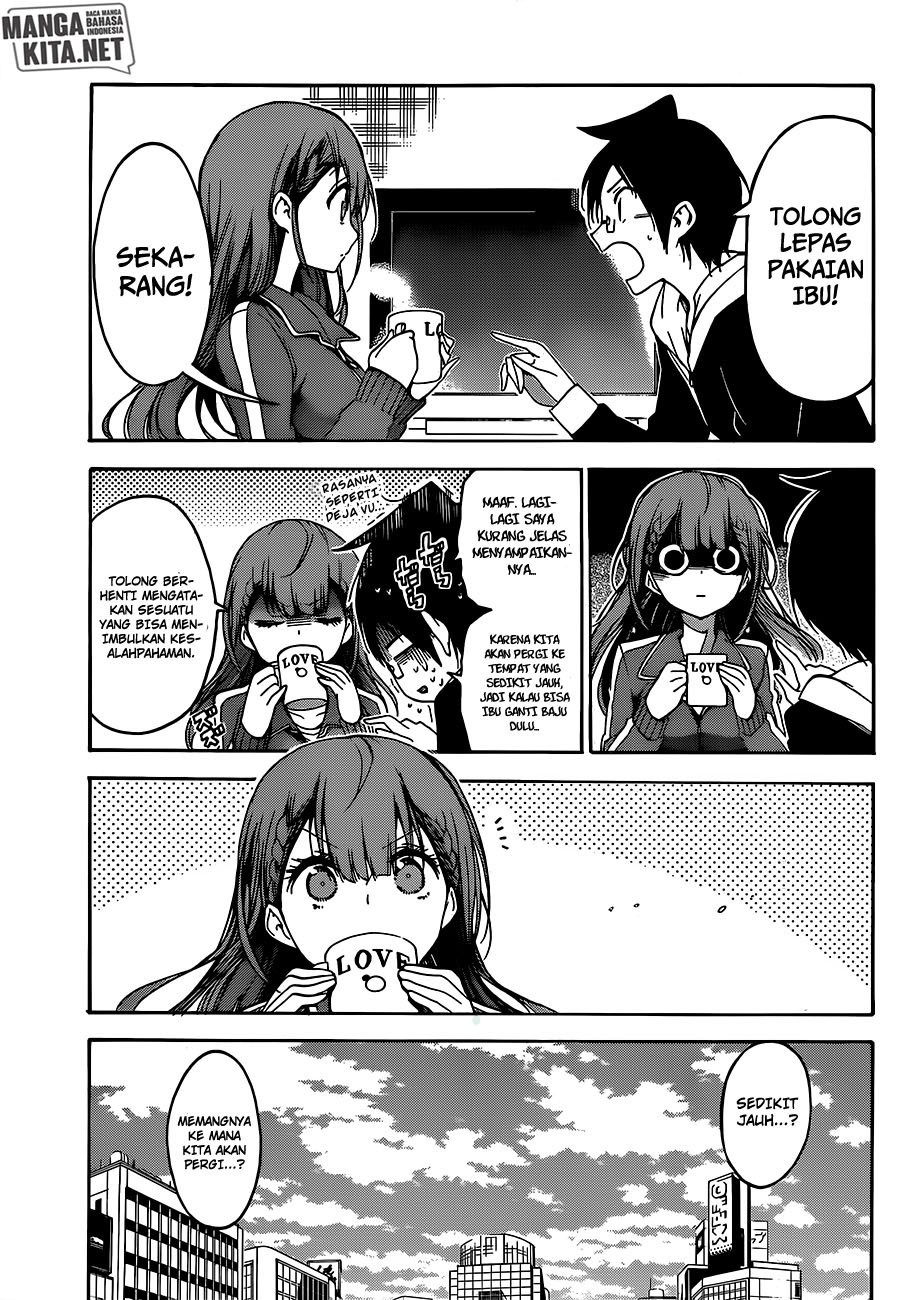 MANGA
BACA MANGA
BAHASA
INDONESIA
KITA.NET
TOLONG
LEPAS
PAKAIAN
IBU!
SEKA-
RANG!
MAAF. LAGI-
LAGI SAYA
KURANG JELAS
MENYAMPAIKAN-
NYA..
KARENA KITA
AKAN PERGI KE
TEMPAT YANG
SEDIKIT JAUH,
JADI KALAU BISA
IBU GANTI BAJU
DULU..
RASANYA
SEPERTI
DEJA VU..
TOLONG BER-
HENTI MENGATA-
KAN SESUATU
YANG BISA MEN-
IMBULKAN KES-
ALAHPAHAMAN.
LOVE
LOVE
LOVE
SEDIKIT
JAUH...?
MEMANGNYA
KE MANA
KITA AKAN
PERGI...?